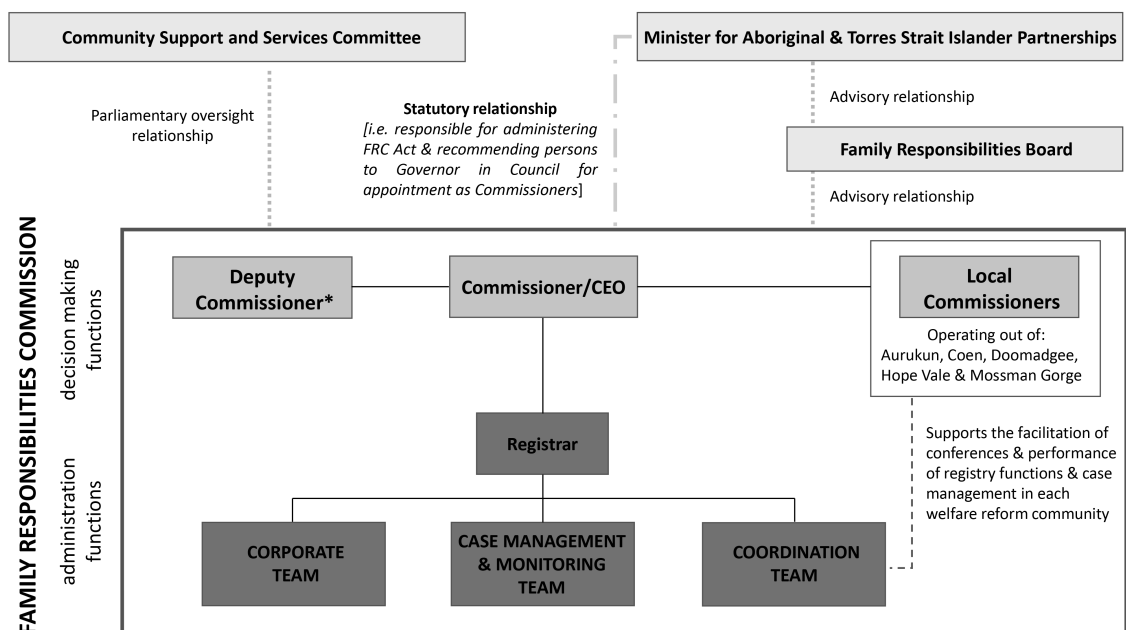 Community Support and Services Committee
Minister for Aboriginal & Torres Strait Islander Partnerships
Parliamentary oversight
relationship
Statutory relationship
[i.e. responsible for administering
FRC Act & recommending persons
to Governor in Council for
appointment as Commissioners]
Advisory relationship
Family Responsibilities Board
Advisory relationship
FAMILY RESPONSIBILITIES COMMISSION
decision making
functions
Deputy
Commissioner*
Commissioner/CEO
Local
Commissioners
Operating out of:
Aurukun, Coen, Doomadgee,
Hope Vale & Mossman Gorge
administration
functions
Registrar
Supports the facilitation of
conferences & performance
of registry functions & case
management in each
welfare reform community
CORPORATE
TEAM
CASE MANAGEMENT
& MONITORING
TEAM
COORDINATION
TEAM